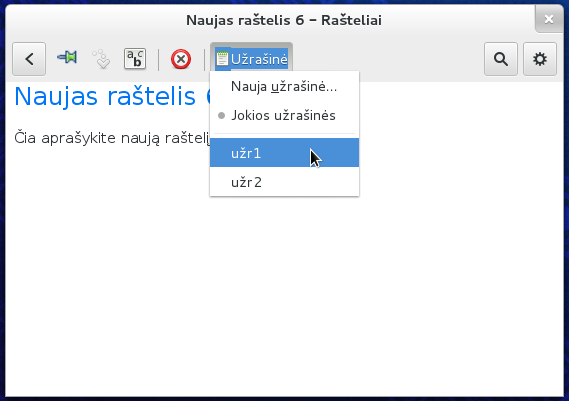 Naujas raštelis 6 – Rašteliai
a b c b
Užrašinė
Naujas raštelis 6
Nauja užrašinė...
Jokios užrašinės
Čia aprašykite naują raštelį
užr1
užr2